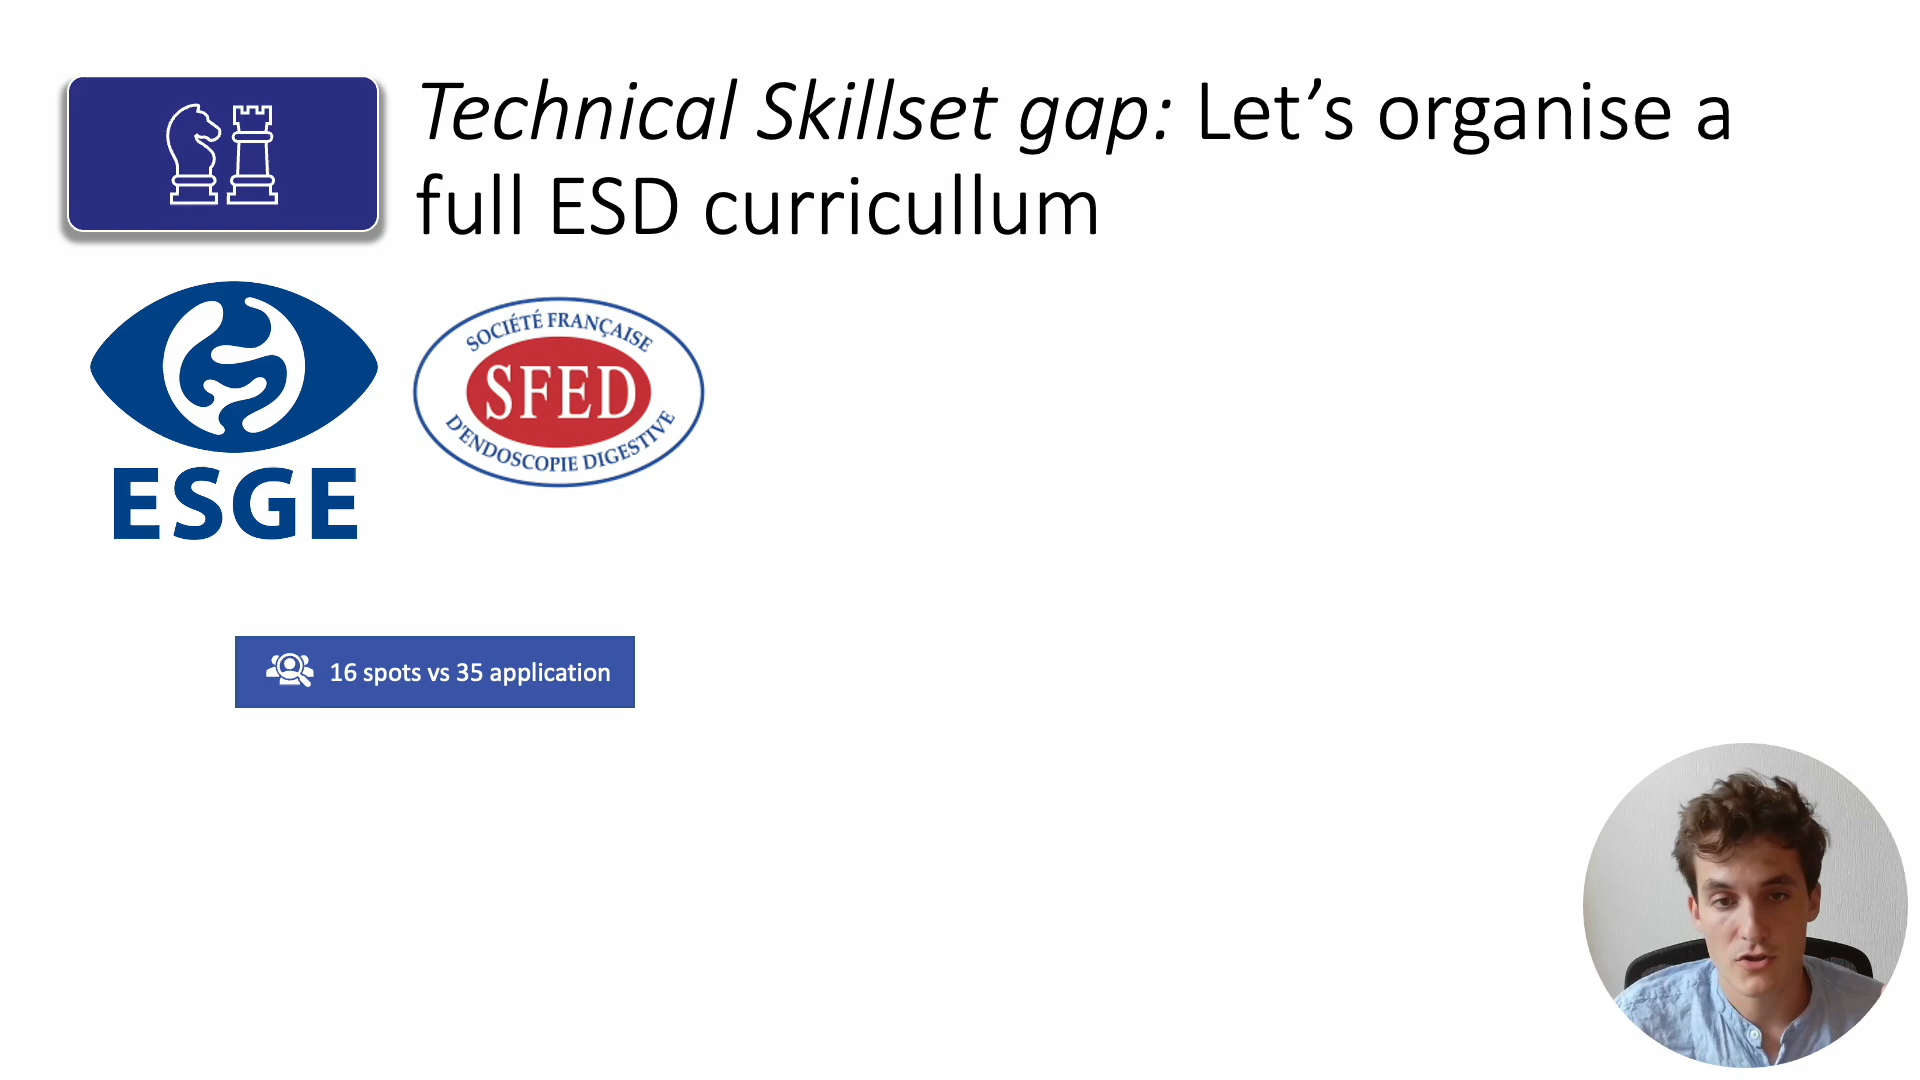 Technical Skillset gap: Let’s organise a
full ESD curricullum
SOCIÉTÉ FRANÇAISE
SFED
D'ENDOSCOPIE DIGESTIVE
ESGE
16 spots vs 35 application